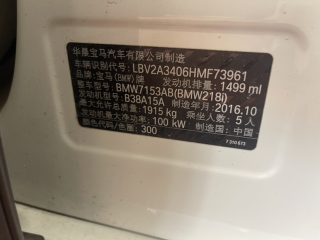 华晨宝马汽车有限公司制造
车辆识别代号: LBV2A3406HMF73961
品牌: 宝马(BMW)牌 发动机排量: 1499 ml
整车型号: BMW7153AB(BMW218i)
发动机型号: B38A15A 制造年月: 2016.10
最大允许总质量: 1915 kg 乘坐人数: 5 人
发动机最大净功率: 100 kW 制造国: 中国
颜色代码/色圈: 300
7310573